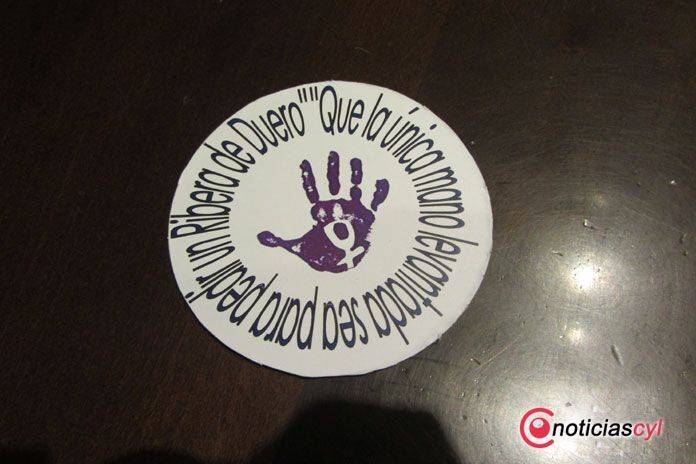 "Que la única mano levantada sea para pedir un Ribera de Duero"
noticiascyl